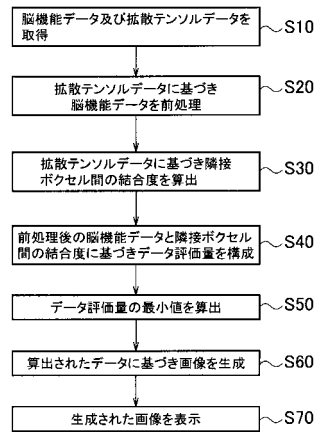 脳機能データ及び拡散テンソルデータを
取得
S10
拡散テンソルデータに基づき
脳機能データを前処理
S20
拡散テンソルデータに基づき隣接
ボクセル間の結合度を算出
S30
前処理後の脳機能データと隣接ボクセル
間の結合度に基づきデータ評価量を構成
S40
データ評価量の最小値を算出
S50
算出されたデータに基づき画像を生成
S60
生成された画像を表示
S70